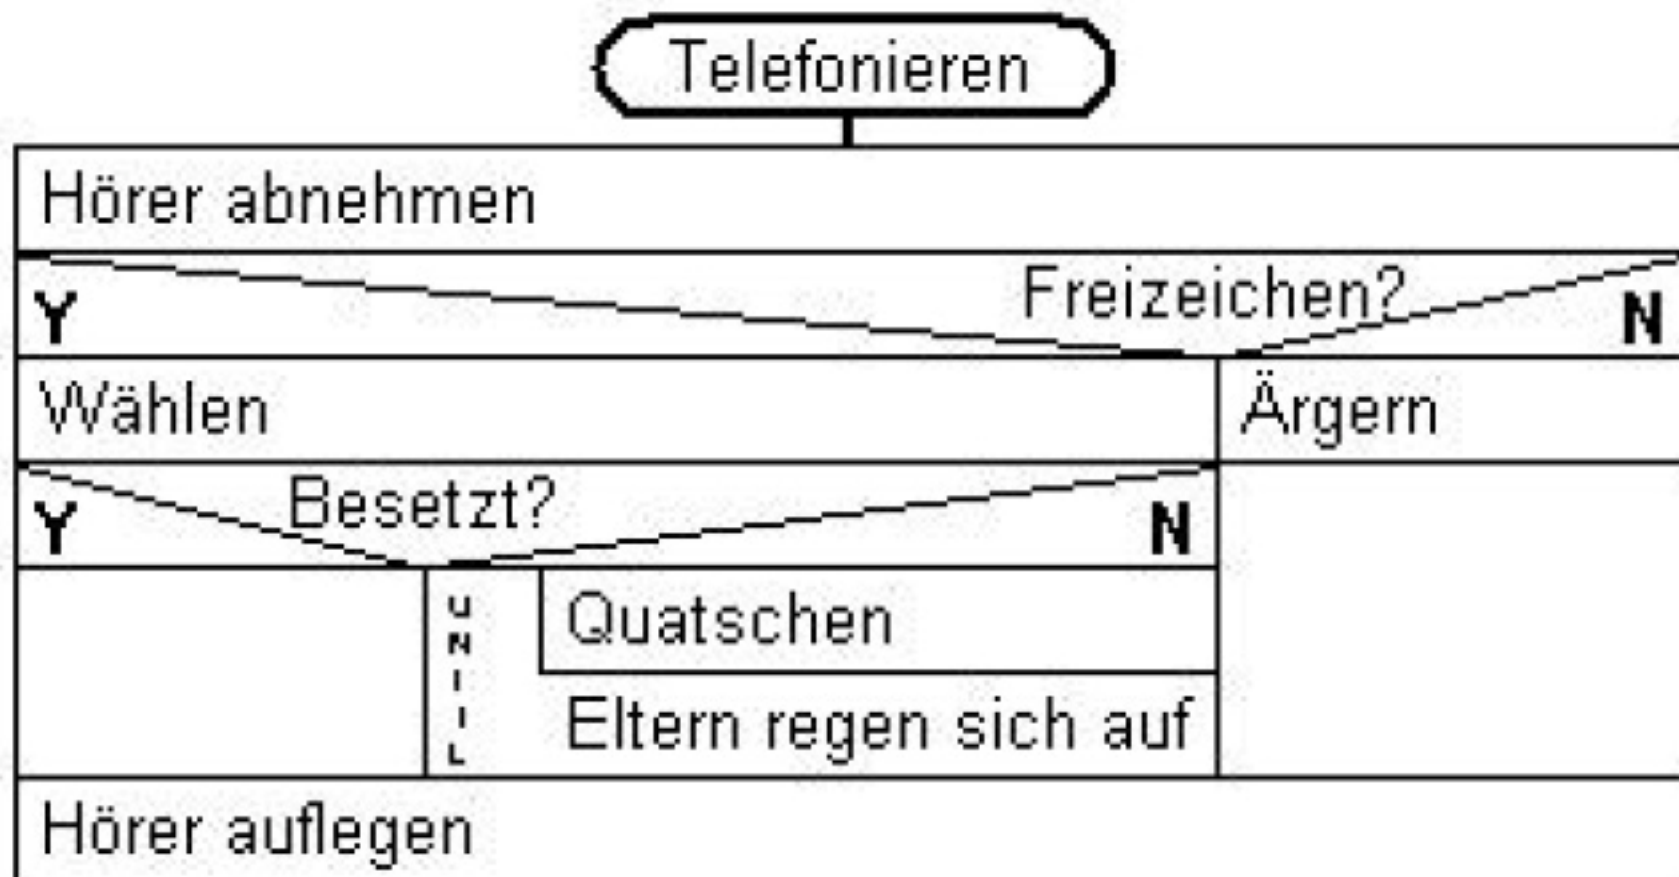 Telefonieren
Hörer abnehmen
Freizeichen?
Y N
Wählen Ärgern
Besetzt?
Y N
UNTIL
Quatschen
Eltern regen sich auf
Hörer auflegen